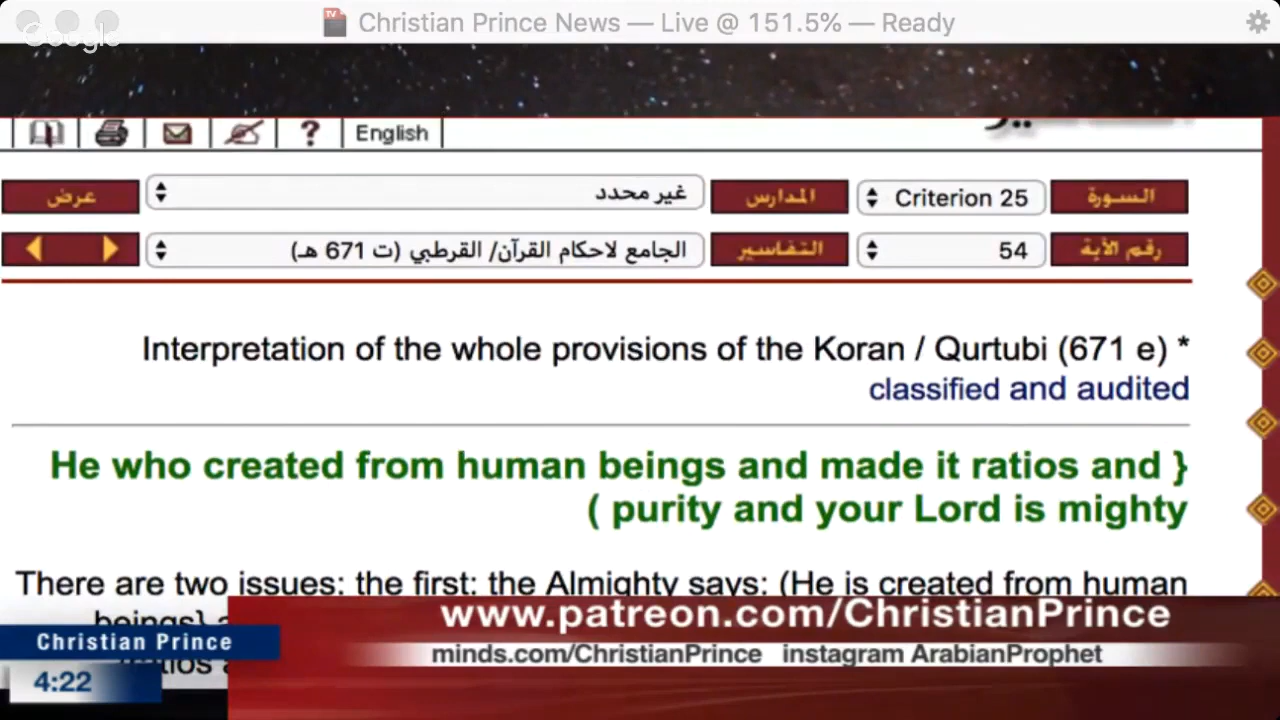 Christian Prince News — Live @ 151.5% — Ready
Google
English
عرض
غير محدد
المدارس
Criterion 25
السورة
الجامع لاحكام القرآن/ القرطبي (ت 671 هـ)
التفاسير
54
رقم الآية
Interpretation of the whole provisions of the Koran / Qurtubi (671 e) *
classified and audited
He who created from human beings and made it ratios and }
( purity and your Lord is mighty
There are two issues: the first: the Almighty says: (He is created from human
beings}
www.patreon.com/ChristianPrince
Christian Prince
minds.com/ChristianPrince instagram ArabianProphet
4:22